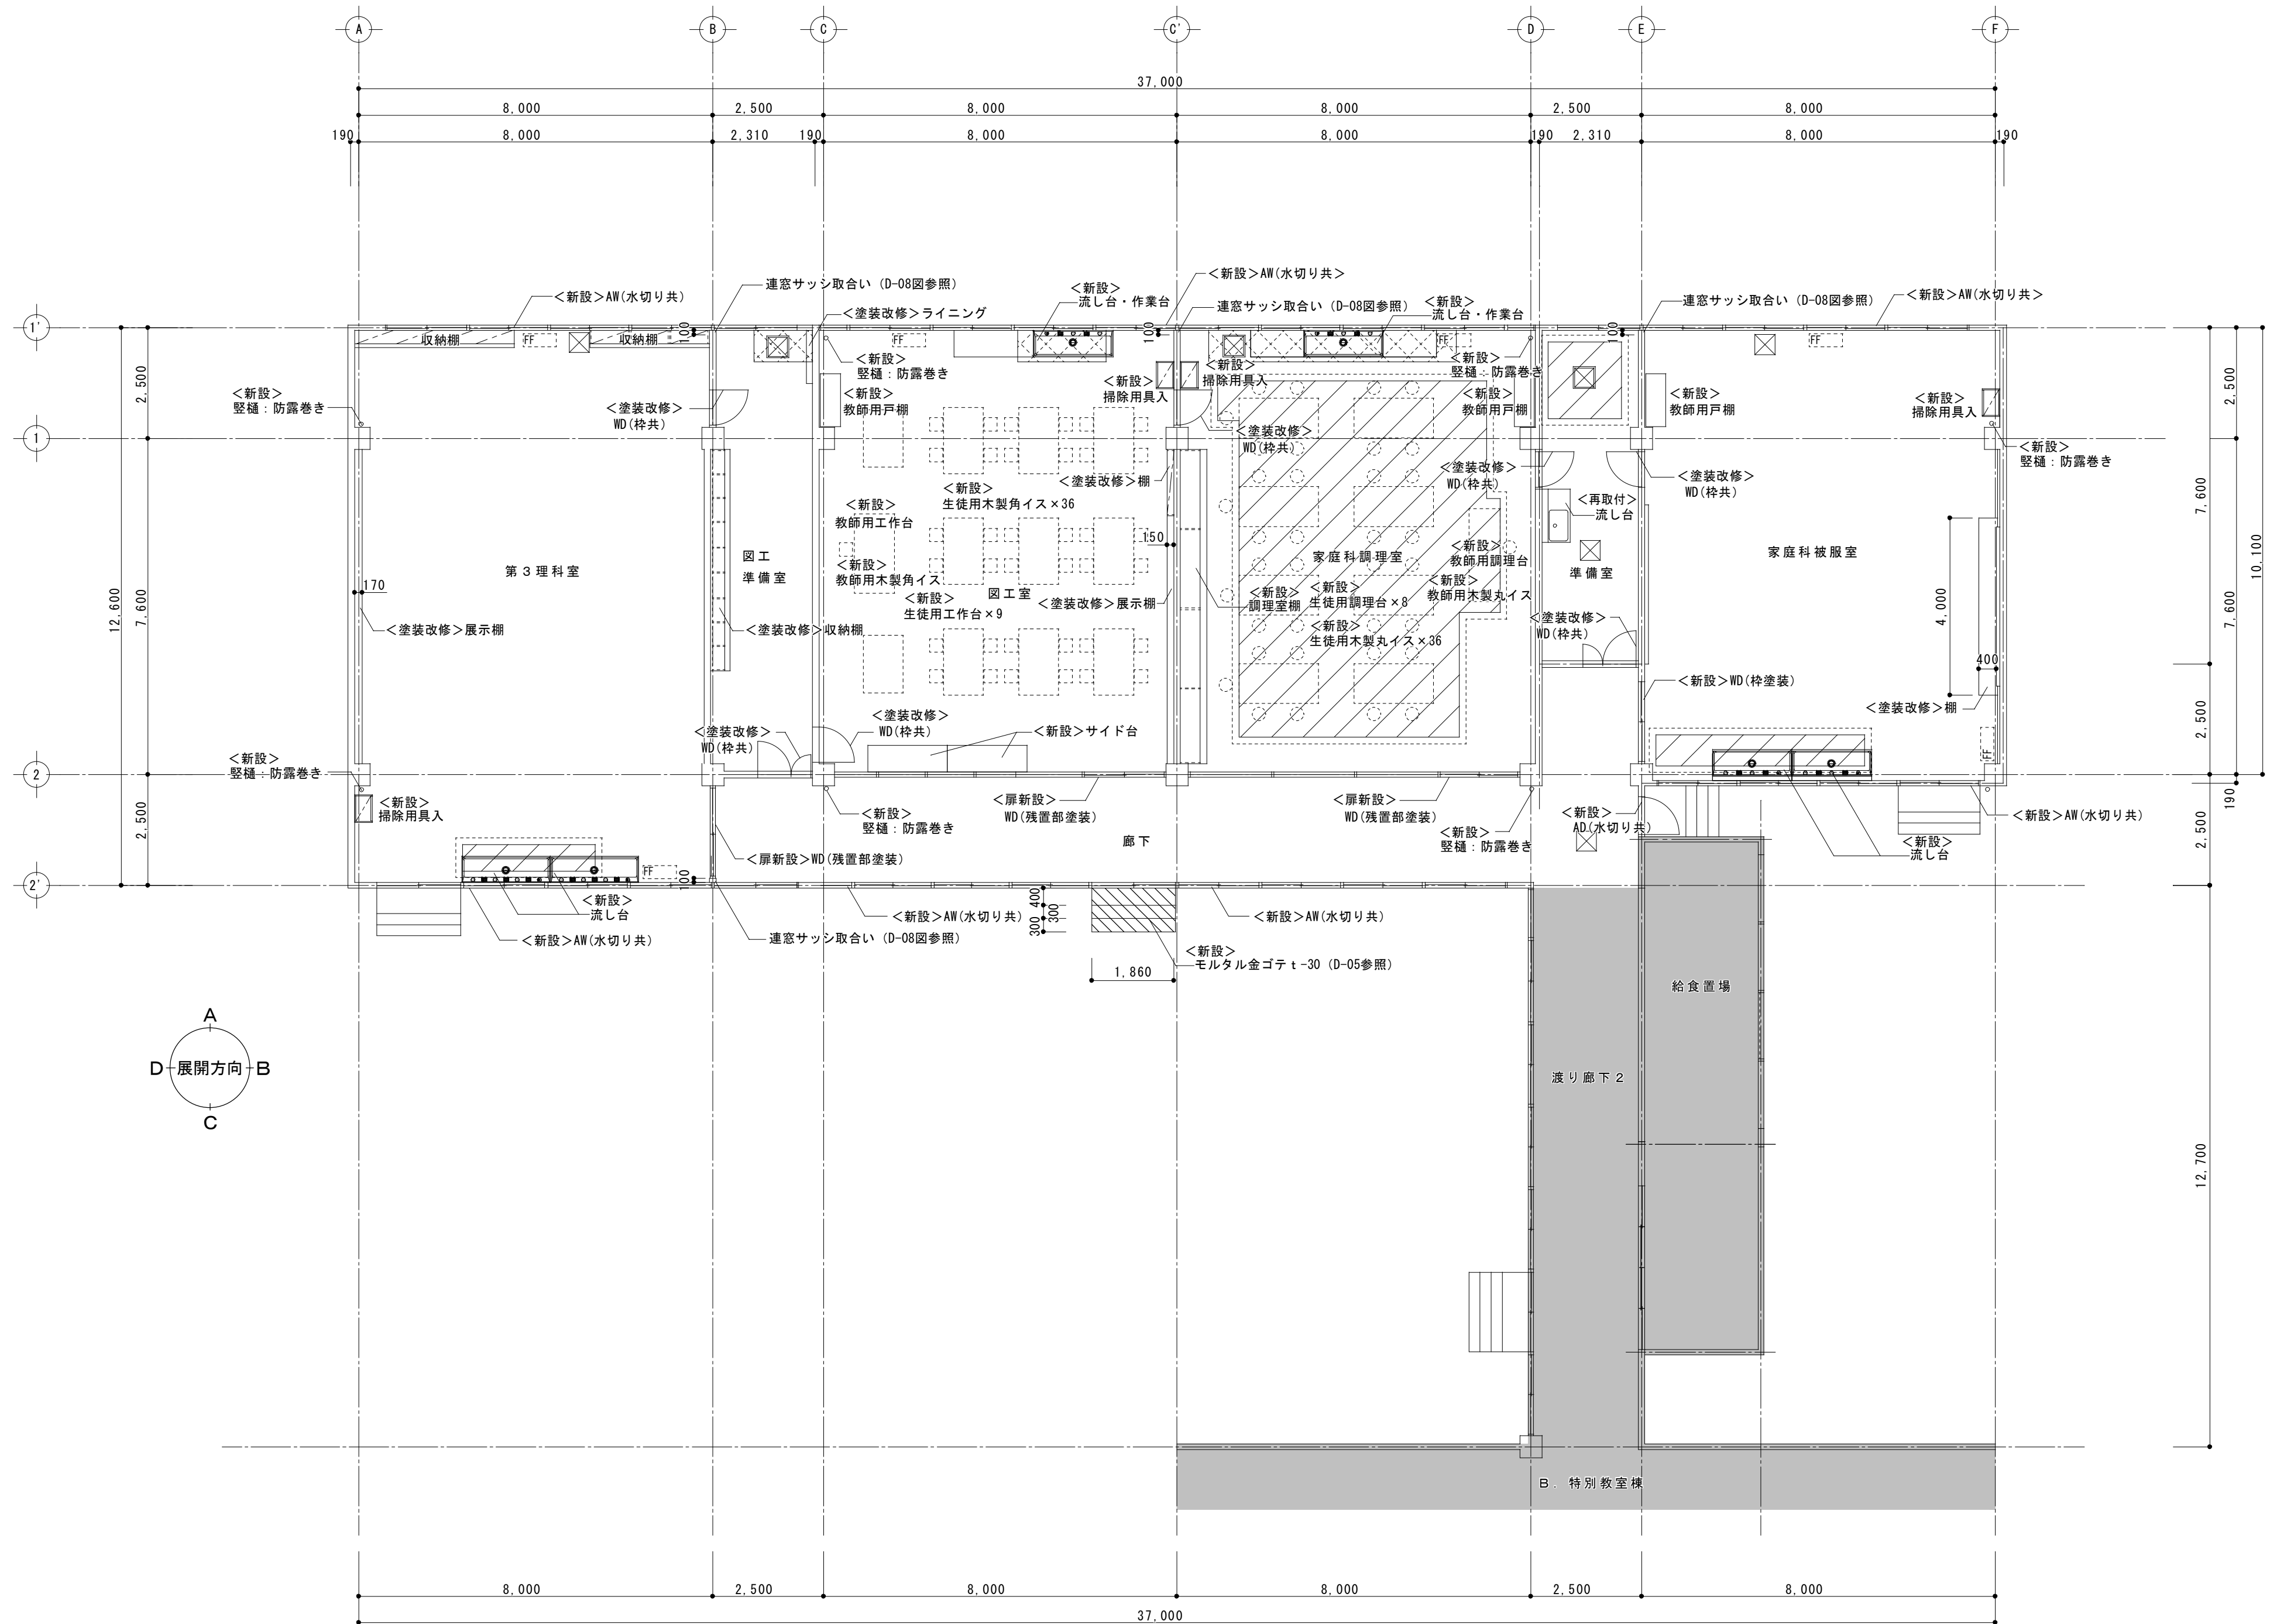 A
B
C
C'
D
E
F
37,000
8,000
2,500
8,000
8,000
2,500
8,000
190
8,000
2,310
190
8,000
8,000
190
2,310
8,000
190
<新設>AW(水切り共)
連窓サッシ取合い（D-08図参照）
<塗装改修>ライニング
<新設>
流し台・作業台
<新設>AW(水切り共>
連窓サッシ取合い（D-08図参照）
<新設>
流し台・作業台
連窓サッシ取合い（D-08図参照）
<新設>AW(水切り共>
1'
収納棚
FF
収納棚
100
FF
100
FF
100
FF
<新設>
竪樋：防露巻き
<新設>
竪樋：防露巻き
<新設>
掃除用具入
<新設>
掃除用具入
<新設>
竪樋：防露巻き
<塗装改修>
WD(枠共)
<新設>
教師用戸棚
<新設>
教師用戸棚
<新設>
教師用戸棚
<新設>
掃除用具入
2,500
2,500
1
<塗装改修>
WD(枠共)
<新設>
竪樋：防露巻き
<塗装改修>棚
<塗装改修>
WD(枠共)
<塗装改修>
WD(枠共)
<新設>
生徒用木製角イス×36
<新設>
教師用工作台
<再取付>
流し台
7,600
150
図工
準備室
家庭科調理室
<新設>
教師用調理台
家庭科被服室
10,100
第３理科室
<新設>
教師用木製角イス
準備室
170
図工室
<新設>
生徒用工作台×9
<塗装改修>展示棚
<新設>
調理室棚
<新設>
生徒用調理台×8
<新設>
教師用木製丸イス
4,000
12,600
7,600
7,600
<塗装改修>展示棚
<塗装改修>収納棚
<新設>
生徒用木製丸イス×36
<塗装改修>
WD(枠共)
400
<新設>WD(枠塗装)
<塗装改修>棚
2,500
<塗装改修>
WD(枠共)
<塗装改修>
WD(枠共)
<新設>サイド台
FF
<新設>
竪樋：防露巻き
2
<新設>
掃除用具入
<新設>
竪樋：防露巻き
<扉新設>
WD(残置部塗装)
<扉新設>
WD(残置部塗装)
<新設>
竪樋：防露巻き
<新設>
AD(水切り共)
<新設>AW(水切り共)
190
2,500
2,500
廊下
<扉新設>WD(残置部塗装)
<新設>
流し台
FF
100
2'
<新設>
流し台
<新設>AW(水切り共)
<新設>AW(水切り共)
400
300
300
<新設>AW(水切り共)
連窓サッシ取合い（D-08図参照）
<新設>
モルタル金ゴテｔ-30（D-05参照）
1,860
給食置場
A
D
展開方向
B
C
渡り廊下２
12,700
Ｂ．特別教室棟
8,000
2,500
8,000
8,000
2,500
8,000
37,000